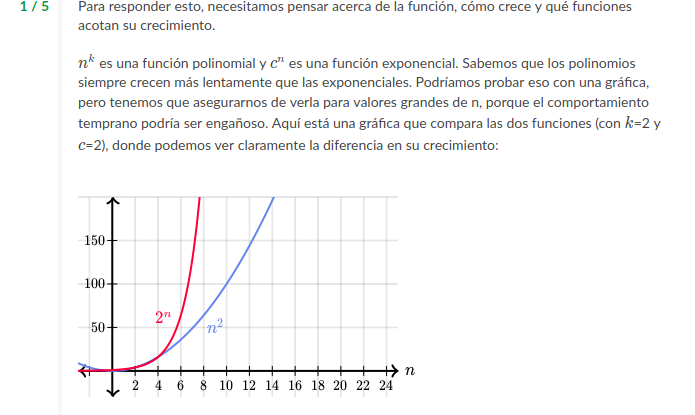 1 / 5
Para responder esto, necesitamos pensar acerca de la función, cómo crece y qué funciones
acotan su crecimiento.
n^k es una función polinomial y c^n es una función exponencial. Sabemos que los polinomios
siempre crecen más lentamente que las exponenciales. Podríamos probar eso con una gráfica,
pero tenemos que asegurarnos de verla para valores grandes de n, porque el comportamiento
temprano podría ser engañoso. Aquí está una gráfica que compara las dos funciones (con k=2 y
c=2), donde podemos ver claramente la diferencia en su crecimiento:
150
100
50
2^n
n^2
n
2 4 6 8 10 12 14 16 18 20 22 24